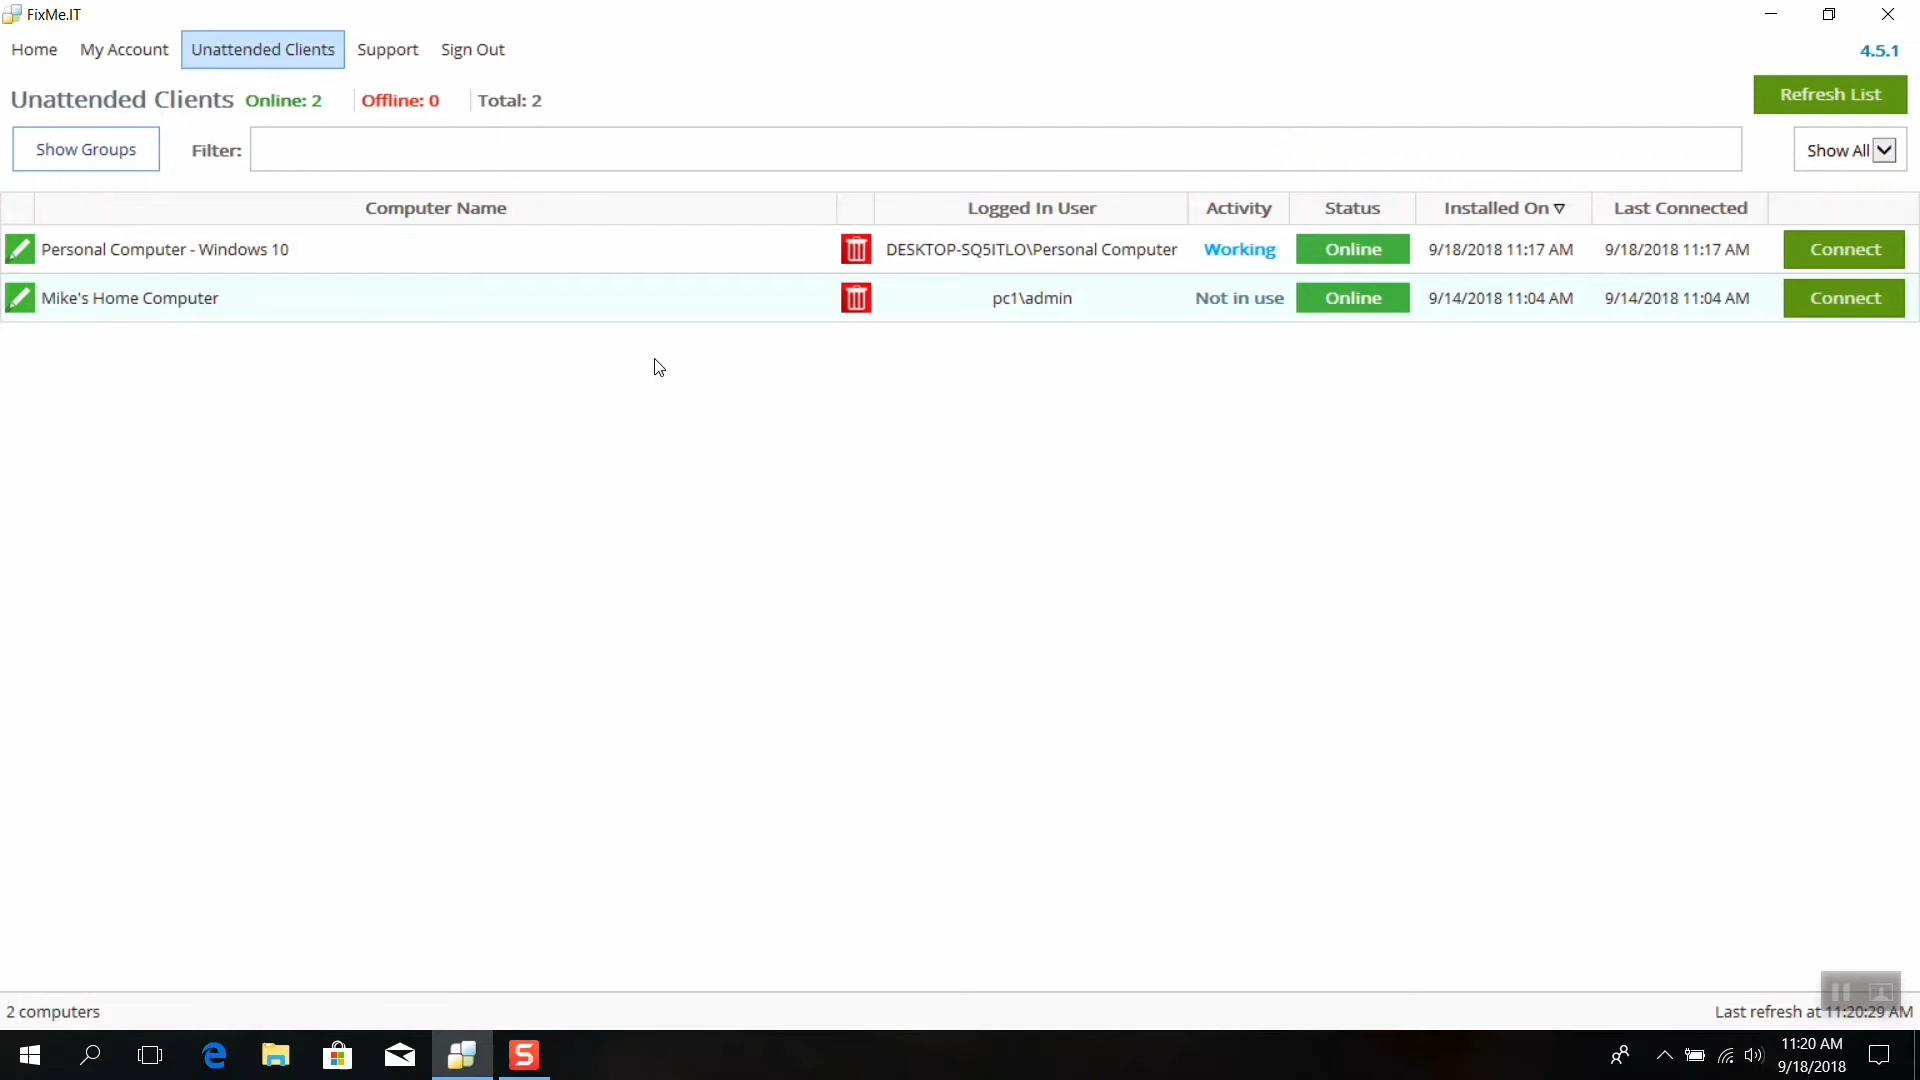 FixMe.IT
Home My Account Unattended Clients Support Sign Out 4.5.1
Unattended Clients Online: 2 Offline: 0 Total: 2 Refresh List
Show Groups Filter: Show All
Computer Name Logged In User Activity Status Installed On Last Connected
Personal Computer - Windows 10 DESKTOP-SQ5ITLO\Personal Computer Working Online 9/18/2018 11:17 AM 9/18/2018 11:17 AM Connect
Mike's Home Computer pc1\admin Not in use Online 9/14/2018 11:04 AM 9/14/2018 11:04 AM Connect
2 computers Last refresh at 11:20:29 AM
11:20 AM
9/18/2018